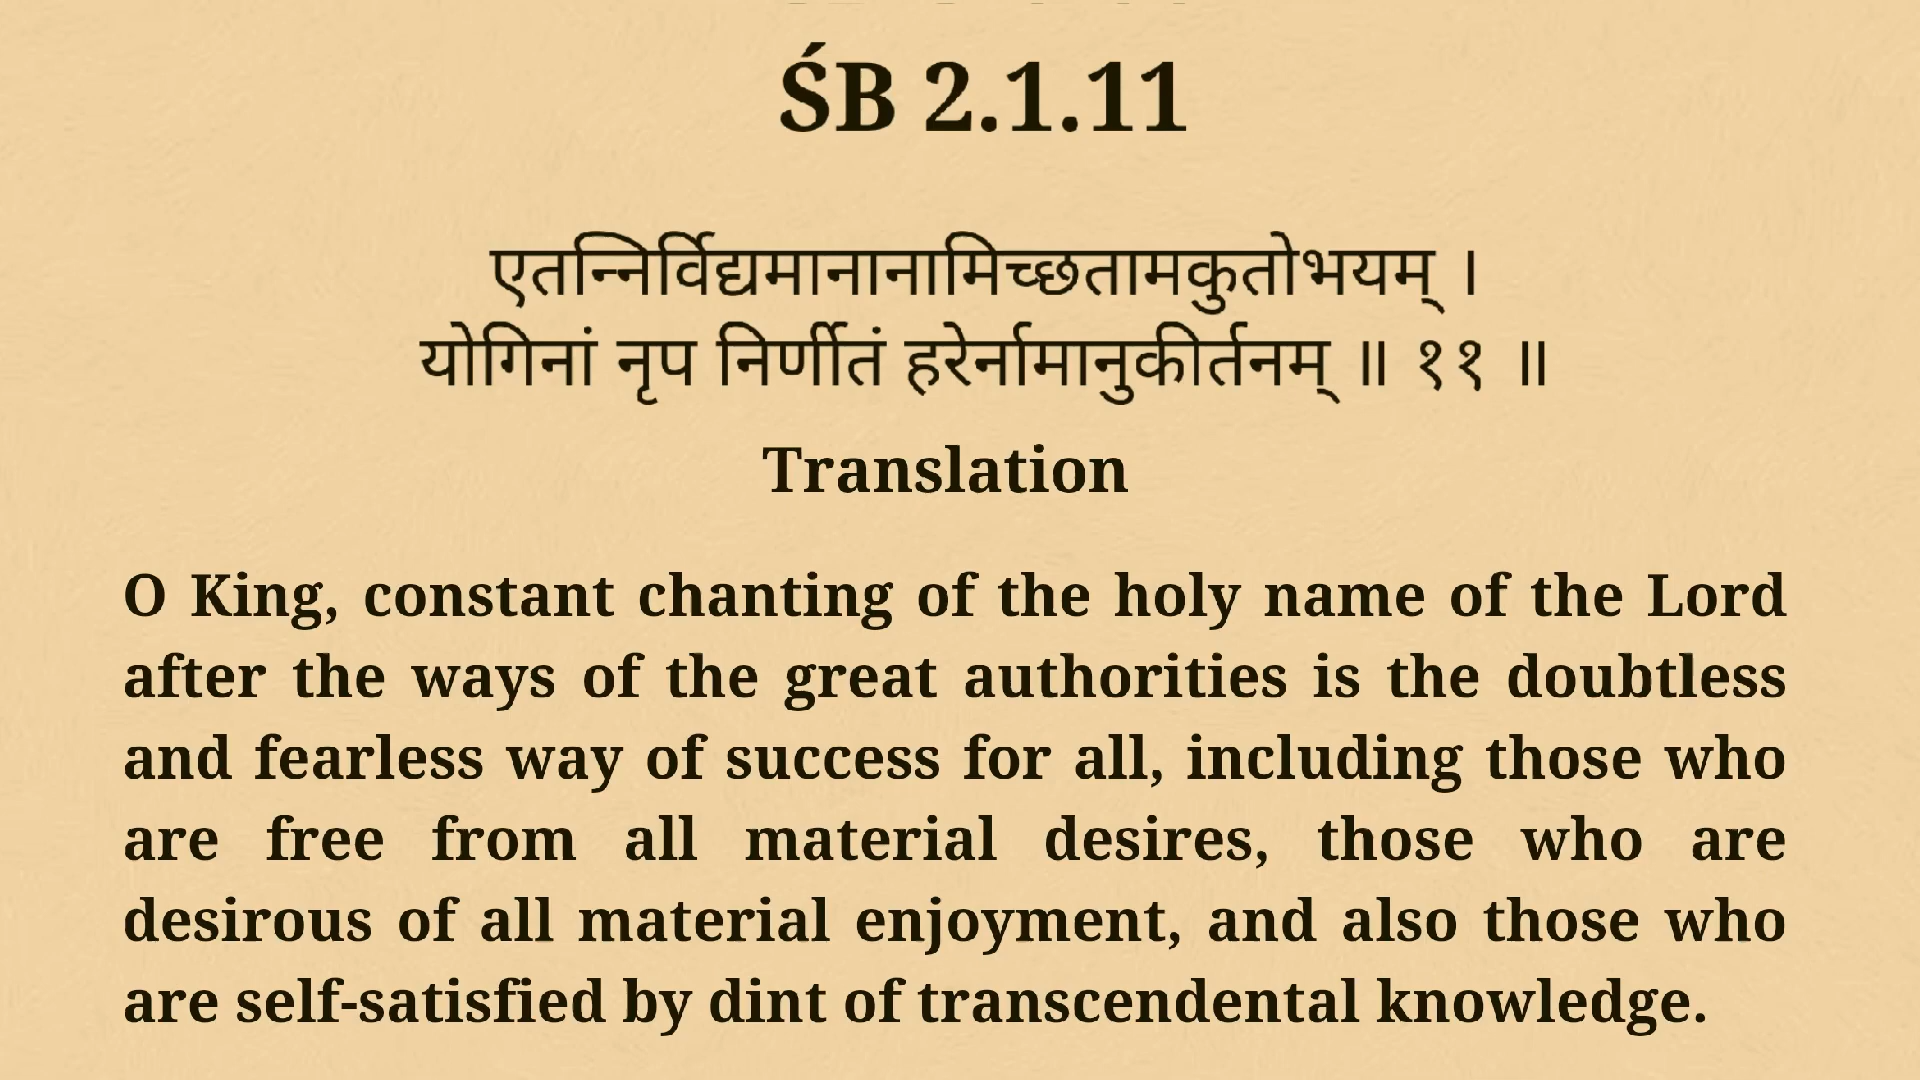 ŚB 2.1.11
एतन्निर्विद्यमानानामिच्छतामकुतोभयम् ।
योगिनां नृप निर्णीतं हरेर्नामानुकीर्तनम् ॥ ११ ॥
Translation
O King, constant chanting of the holy name of the Lord
after the ways of the great authorities is the doubtless
and fearless way of success for all, including those who
are free from all material desires, those who are
desirous of all material enjoyment, and also those who
are self-satisfied by dint of transcendental knowledge.